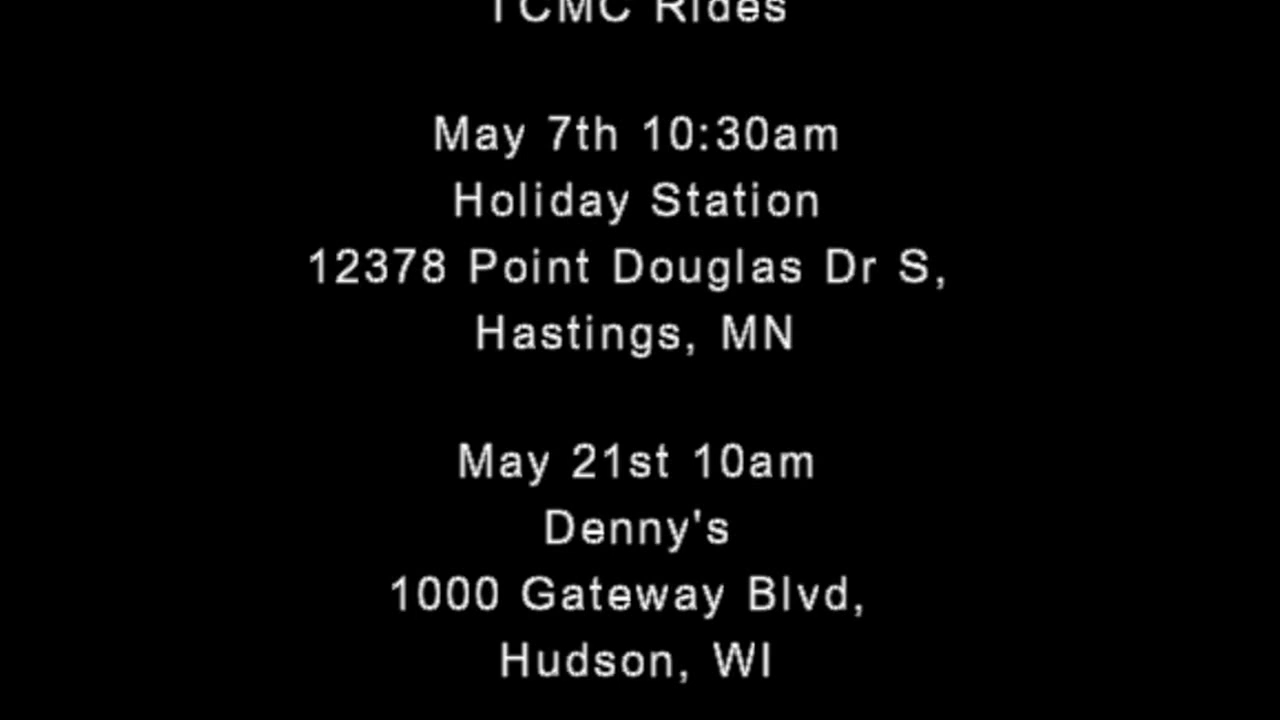 TCMC Rides
May 7th 10:30am
Holiday Station
12378 Point Douglas Dr S,
Hastings, MN
May 21st 10am
Denny's
1000 Gateway Blvd,
Hudson, WI